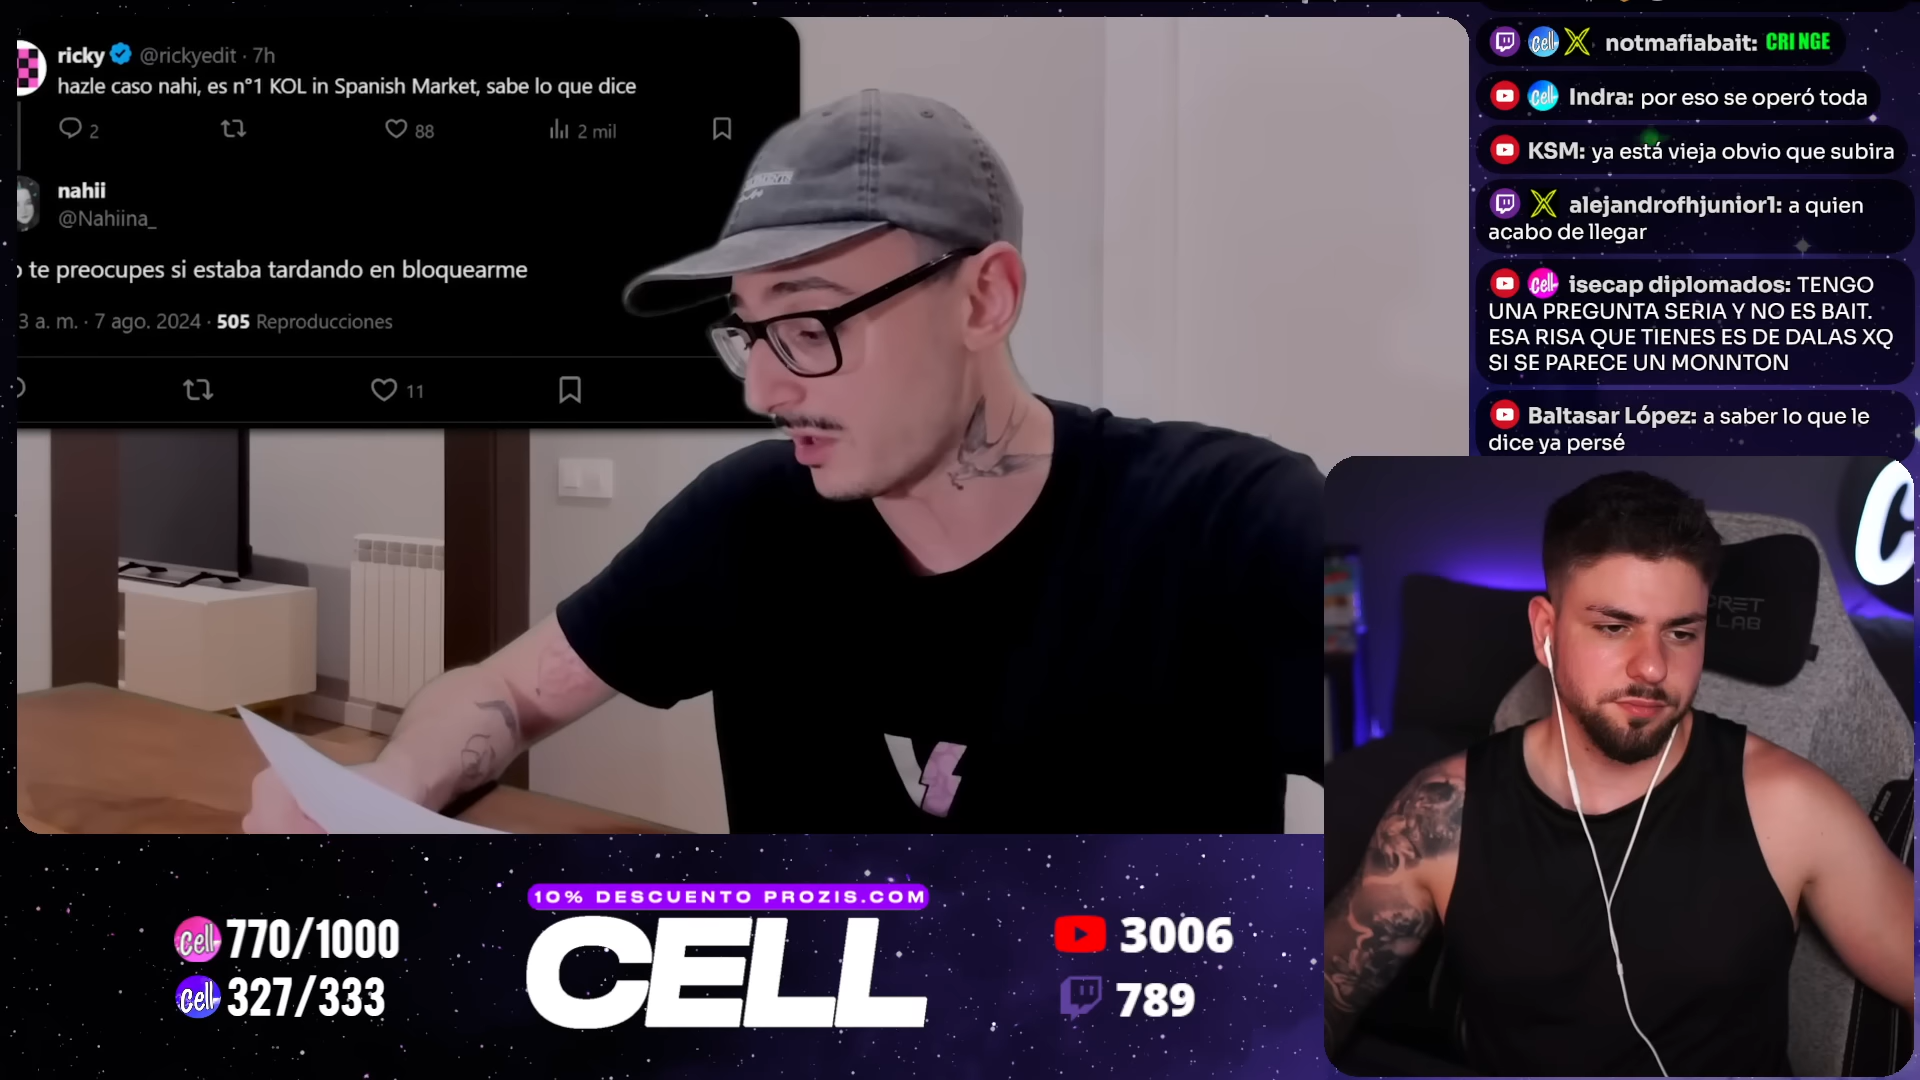 ricky @rickyedit · 7h
hazle caso nahi, es n°1 KOL in Spanish Market, sabe lo que dice
2 88 2 mil
nahii
@Nahiina_
te preocupes si estaba tardando en bloquearme
3 a. m. · 7 ago. 2024 · 505 Reproducciones
11
notmafiabait: CRINGE
Indra: por eso se operó toda
KSM: ya está vieja obvio que subira
alejandrofhjunior1: a quien
acabo de llegar
isecap diplomados: TENGO
UNA PREGUNTA SERIA Y NO ES BAIT.
ESA RISA QUE TIENES ES DE DALAS XQ
SI SE PARECE UN MONNTON
Baltasar López: a saber lo que le
dice ya persé
10% DESCUENTO PROZIS.COM
CELL
cell 770/1000
cell 327/333
3006
789